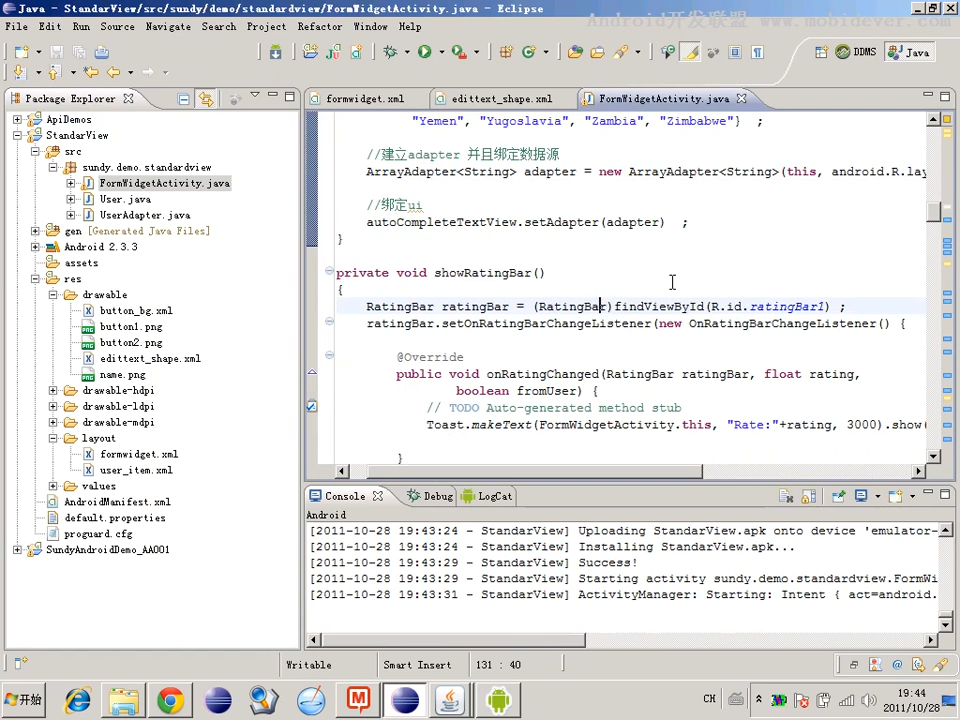 Java - StandarView/src/sundy/demo/standardview/FormWidgetActivity.java - Eclipse
Android开发联盟 www.mobidever.com
File Edit Run Source Navigate Search Project Refactor Window Help
DDMS Java
Package Explorer
formwidget.xml edittext_shape.xml FormWidgetActivity.java
ApiDemos
StandarView
src
sundy.demo.standardview
FormWidgetActivity.java
User.java
UserAdapter.java
gen [Generated Java Files]
Android 2.3.3
assets
res
drawable
button_bg.xml
button1.png
button2.png
edittext_shape.xml
name.png
drawable-hdpi
drawable-ldpi
drawable-mdpi
layout
formwidget.xml
user_item.xml
values
AndroidManifest.xml
default.properties
proguard.cfg
SundyAndroidDemo_AA001
"Yemen", "Yugoslavia", "Zambia", "Zimbabwe"} ;
//建立adapter 并且绑定数据源
ArrayAdapter<String> adapter = new ArrayAdapter<String>(this, android.R.lay
//绑定ui
autoCompleteTextView.setAdapter(adapter) ;
}
private void showRatingBar()
{
RatingBar ratingBar = (RatingBar)findViewById(R.id.ratingBar1) ;
ratingBar.setOnRatingBarChangeListener(new OnRatingBarChangeListener() {
@Override
public void onRatingChanged(RatingBar ratingBar, float rating,
boolean fromUser) {
// TODO Auto-generated method stub
Toast.makeText(FormWidgetActivity.this, "Rate:"+rating, 3000).show(
}
Console Debug LogCat
Android
[2011-10-28 19:43:24 - StandarView] Uploading StandarView.apk onto device 'emulator-
[2011-10-28 19:43:24 - StandarView] Installing StandarView.apk...
[2011-10-28 19:43:29 - StandarView] Success!
[2011-10-28 19:43:29 - StandarView] Starting activity sundy.demo.standardview.FormWi
[2011-10-28 19:43:31 - StandarView] ActivityManager: Starting: Intent { act=android.
Writable Smart Insert 131 : 40
开始
CH
19:44
2011/10/28